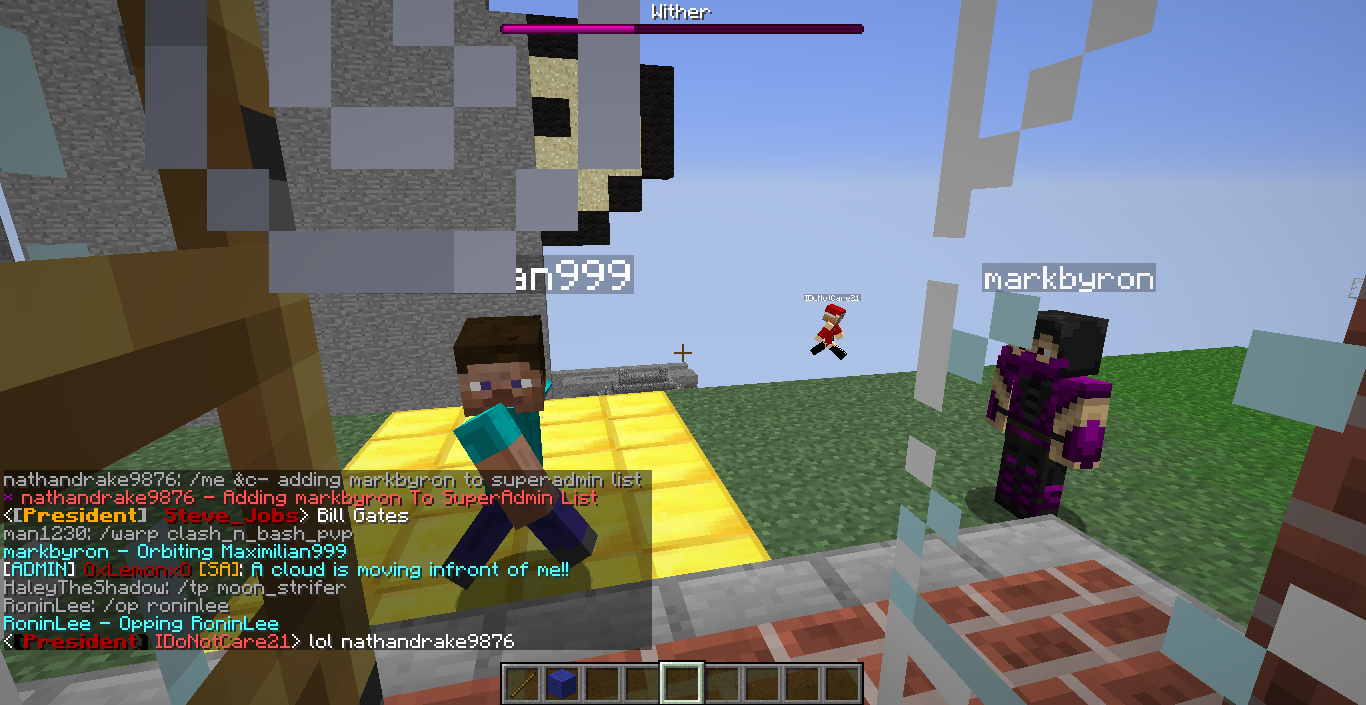 Wither
an999
IDoNotCare21
markbyron
nathandrake9876: /me &c- adding markbyron to superadmin list
* nathandrake9876 - Adding markbyron To SuperAdmin List
<[President] Steve_Jobs> Bill Gates
man1230: /warp clash_n_bash_pvp
markbyron - Orbiting Maximilian999
[ADMIN] 0xLemonx0 [SA]: A cloud is moving infront of me!!
HaleyTheShadow: /tp moon_strifer
RoninLee: /op roninlee
RoninLee - Opping RoninLee
<[President] IDoNotCare21> lol nathandrake9876